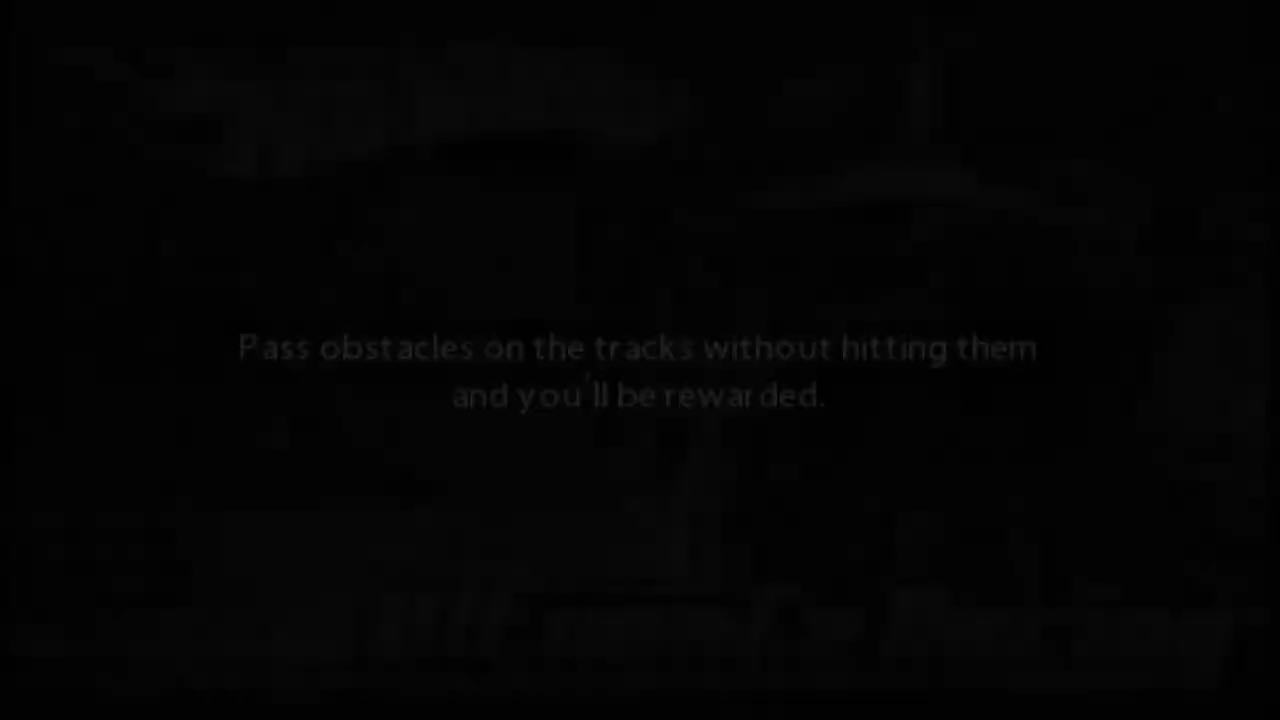 Pass obstacles on the tracks without hitting them
and you'll be rewarded.